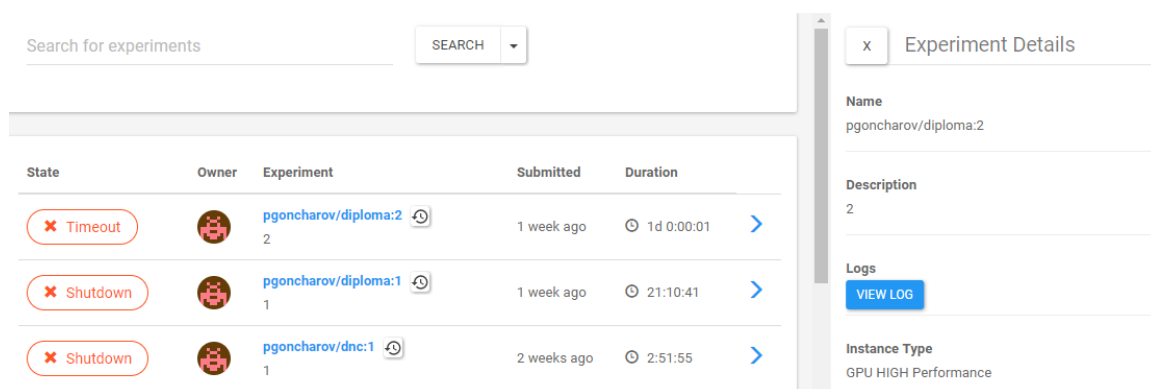 Search for experiments
SEARCH
State Owner Experiment Submitted Duration
Timeout pgoncharov/diploma:2 1 week ago 1d 0:00:01
2
Shutdown pgoncharov/diploma:1 1 week ago 21:10:41
1
Shutdown pgoncharov/dnc:1 2 weeks ago 2:51:55
1
X Experiment Details
Name
pgoncharov/diploma:2
Description
2
Logs
VIEW LOG
Instance Type
GPU HIGH Performance